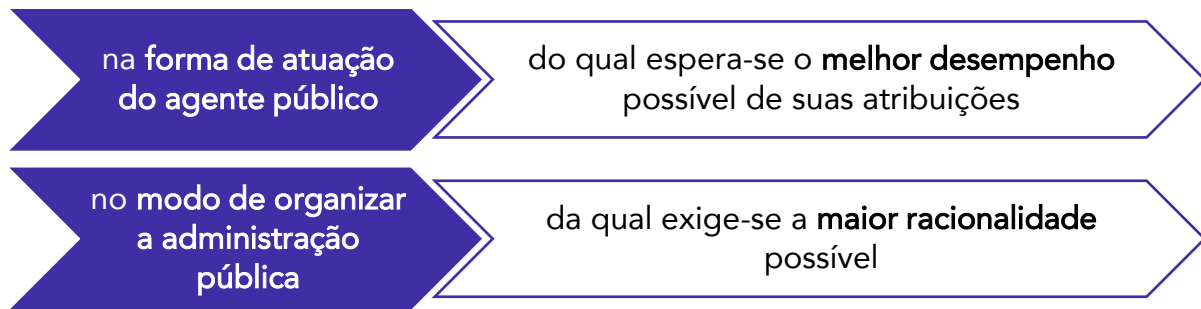 na forma de atuação
do agente público
do qual espera-se o melhor desempenho
possível de suas atribuições
no modo de organizar
a administração
pública
da qual exige-se a maior racionalidade
possível